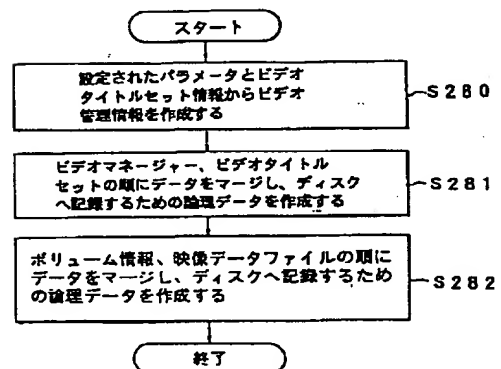 スタート
設定されたパラメータとビデオ
タイトルセット情報からビデオ
管理情報を作成する
S280
ビデオマネージャー、ビデオタイトル
セットの順にデータをマージし、ディスク
へ記録するための論理データを作成する
S281
ボリューム情報、映像データファイルの順に
データをマージし、ディスクへ記録するため
の論理データを作成する
S282
終了